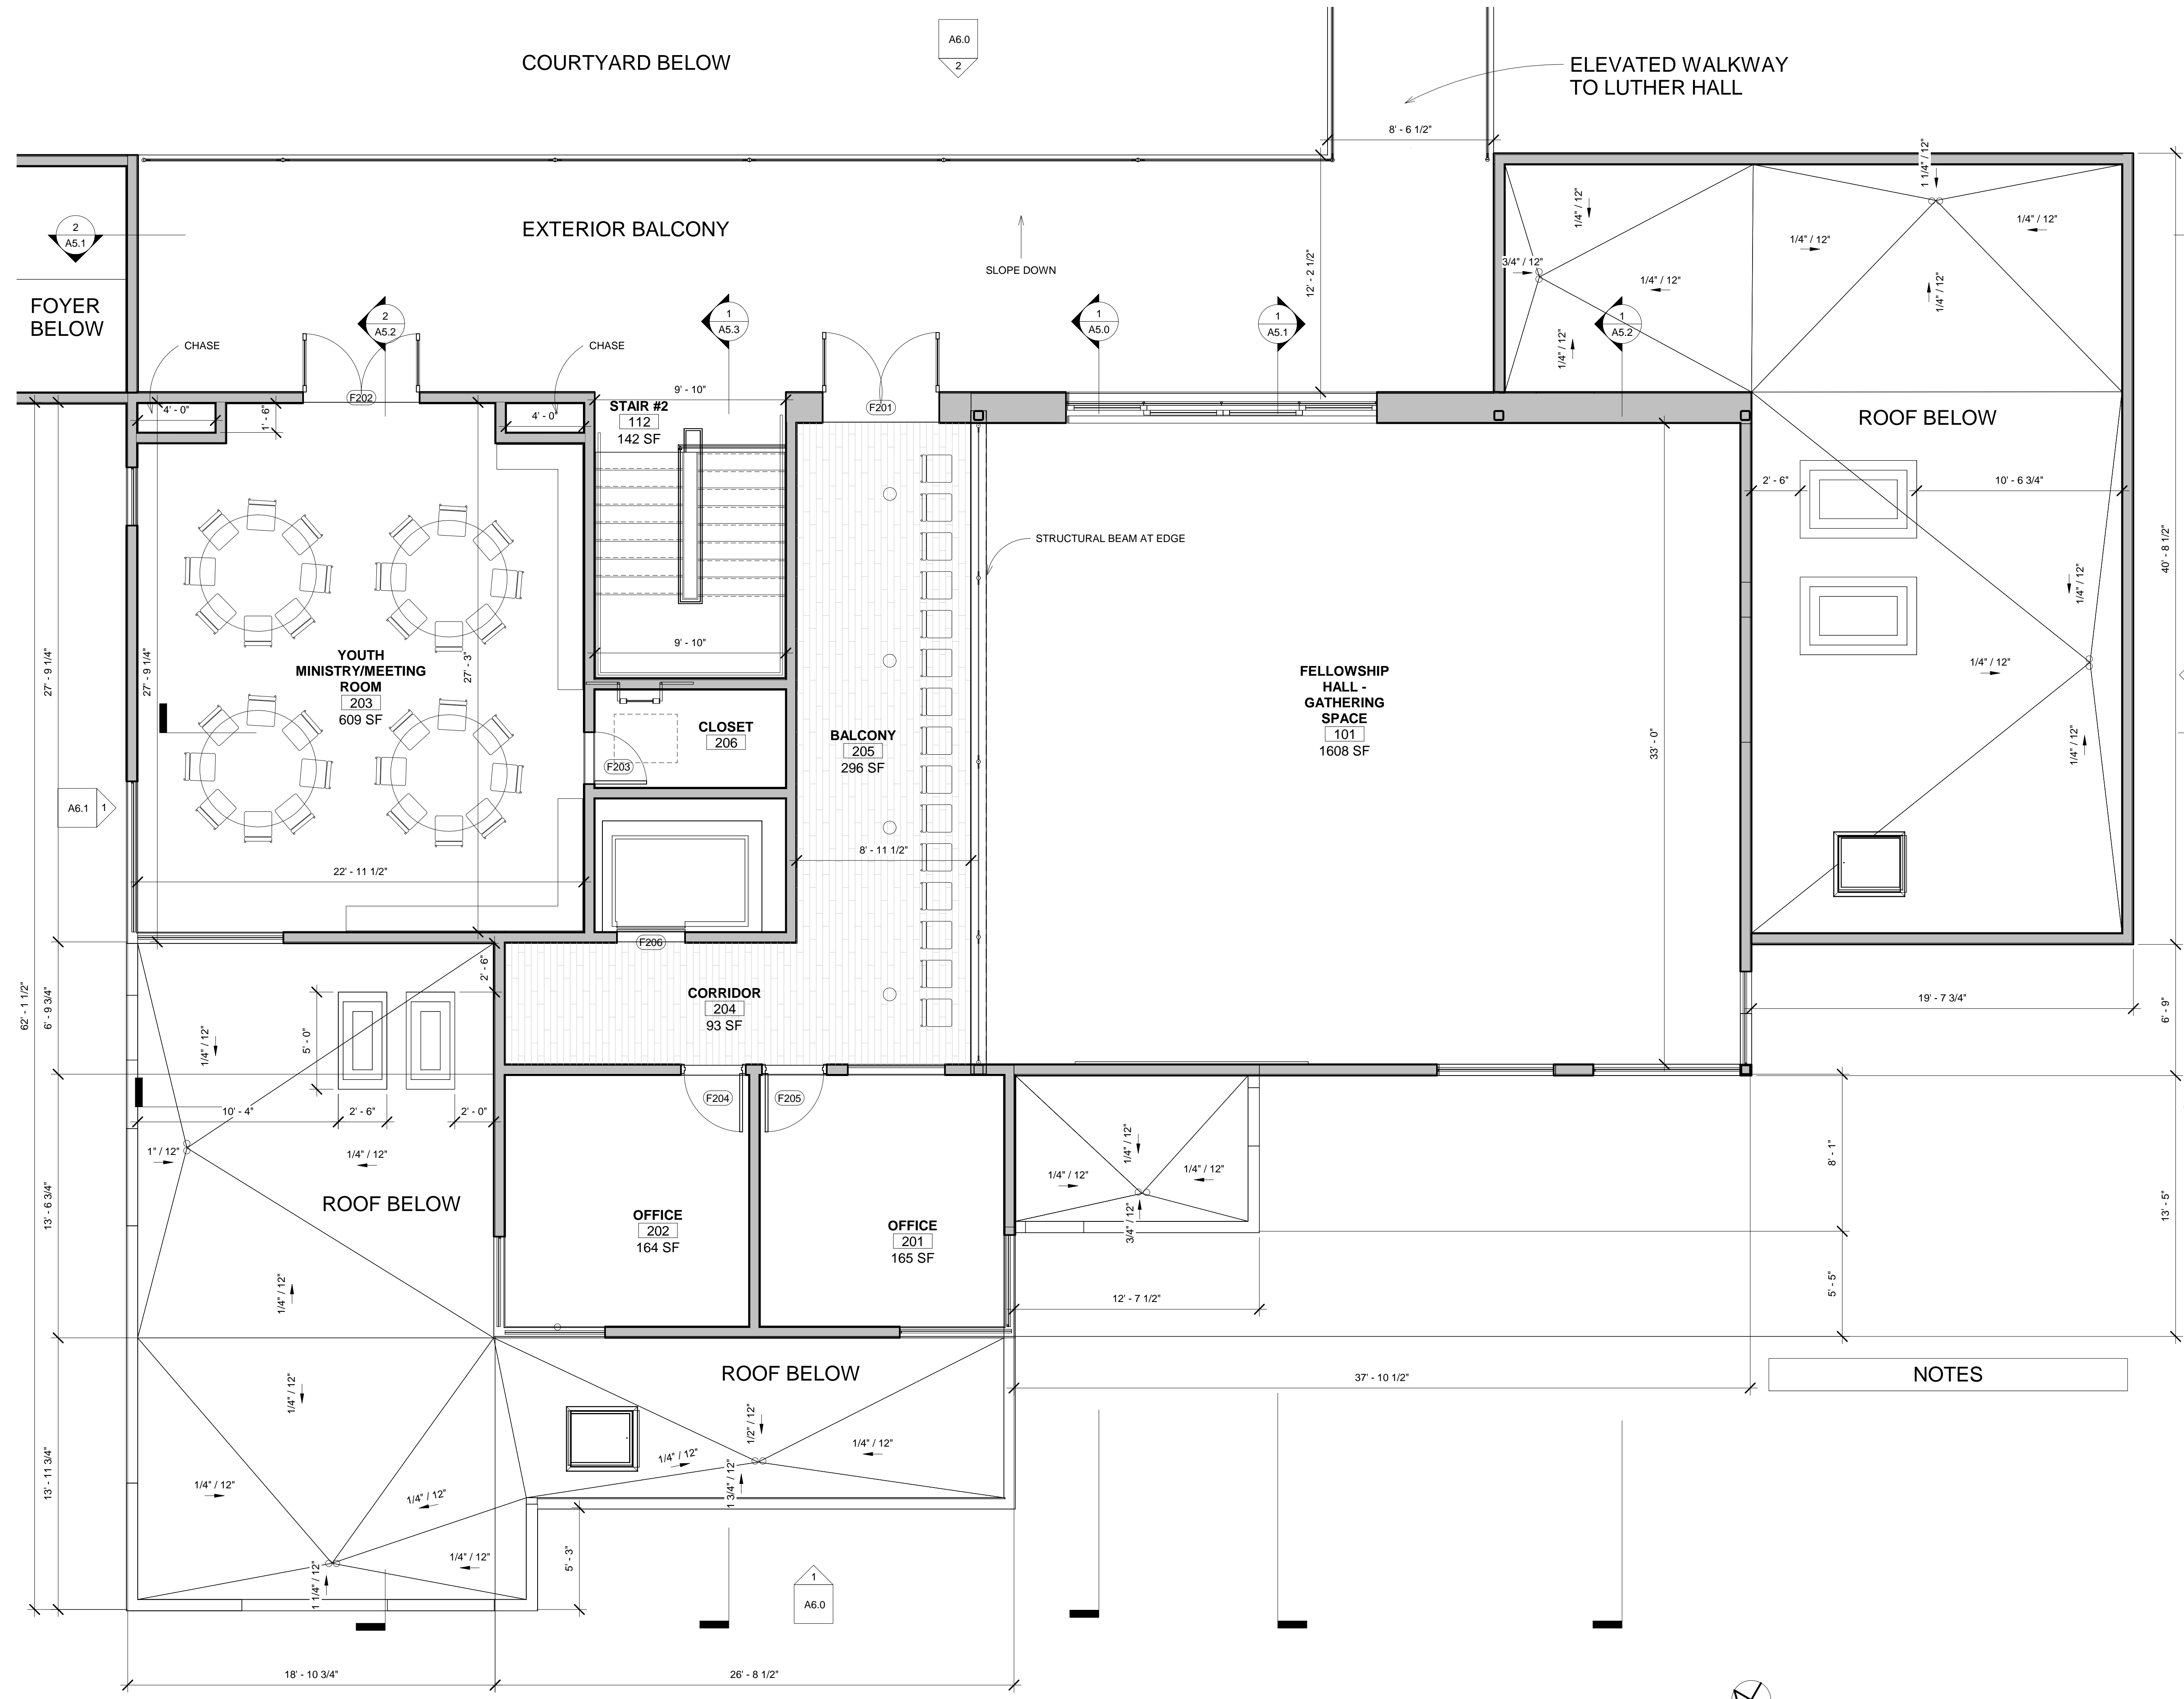 COURTYARD BELOW
A6.0
2
ELEVATED WALKWAY
TO LUTHER HALL
8' - 6 1/2"
EXTERIOR BALCONY
SLOPE DOWN
12' - 2 1/2"
1 1/4" / 12"
1/4" / 12"
1/4" / 12"
1/4" / 12"
3/4" / 12"
1/4" / 12"
1/4" / 12"
1/4" / 12"
2
A5.1
FOYER
BELOW
CHASE
2
A5.2
CHASE
1
A5.3
1
A5.0
1
A5.1
1
A5.2
F202
4' - 0"
1' - 6"
4' - 0"
9' - 10"
STAIR #2
112
142 SF
F201
ROOF BELOW
2' - 6"
10' - 6 3/4"
40' - 8 1/2"
STRUCTURAL BEAM AT EDGE
1/4" / 12"
1/4" / 12"
1/4" / 12"
9' - 10"
27' - 9 1/4"
27' - 9 1/4"
YOUTH
MINISTRY/MEETING
ROOM
203
609 SF
27' - 3"
CLOSET
206
F203
BALCONY
205
296 SF
FELLOWSHIP
HALL -
GATHERING
SPACE
101
1608 SF
33' - 0"
A6.1
1
8' - 11 1/2"
22' - 11 1/2"
F206
2' - 6"
CORRIDOR
204
93 SF
19' - 7 3/4"
6' - 9"
62' - 1 1/2"
6' - 9 3/4"
1/4" / 12"
5' - 0"
F204
F205
10' - 4"
2' - 6"
2' - 0"
1" / 12"
1/4" / 12"
1/4" / 12"
1/4" / 12"
1/4" / 12"
3/4" / 12"
8' - 1"
13' - 5"
13' - 6 3/4"
ROOF BELOW
OFFICE
202
164 SF
OFFICE
201
165 SF
1/4" / 12"
12' - 7 1/2"
5' - 5"
ROOF BELOW
37' - 10 1/2"
NOTES
1/4" / 12"
1/2" / 12"
1/4" / 12"
1/4" / 12"
1 3/4" / 12"
13' - 11 3/4"
1/4" / 12"
1/4" / 12"
1/4" / 12"
1 1/4" / 12"
5' - 3"
1
A6.0
18' - 10 3/4"
26' - 8 1/2"